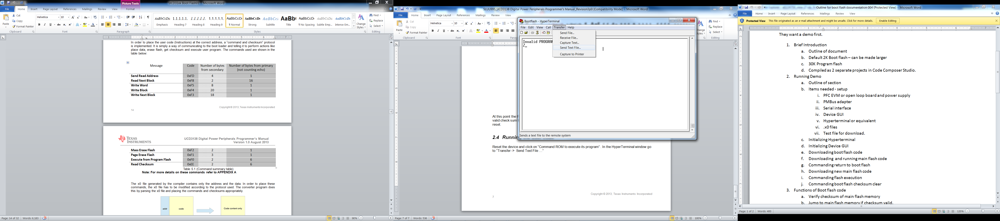 UCD31xx Boot Flash01 - Microsoft Word
Picture Tools
File Home Insert Page Layout References Mailings Review View Format
Cut
Copy
Format Painter
Paste
Clipboard
Helvetica 10
Font
Paragraph
AaBbCcDc 1.1.1.1.1. 1.1.1.1.1. 1.1.1.1. AaBbCcDc AaBbCcDc AaBbCcDc AaBb( AaBbCcDc AaBbCcDc AaBbCcDc
Emphasis Heading 7 Heading 8 Heading 9 ¶ Normal Strong Subtitle Title ¶ No Spacing Subtle Emp... Intense Em...
Styles
Change Styles
Find
Replace
Select
Editing
In order to place the user code (Instructions) at the correct address, a "command and checksum" protocol
is implemented. It is simply a way of communicating to the boot loader and telling it to perform actions like
place data, erase flash, get checksum and execute user program. The commands used are shown in the
table below:
Message Code Number of bytes from secondary Number of bytes from primary (not counting echo)
Send Read Address 0xFD 4 1
Read Next Block 0xF8 2 16
Write Word 0xF5 8 1
Write Block 0xF4 20 1
Write Next Block 0xF3 18 1
Copyright © 2013, Texas Instruments Incorporated
14
TEXAS INSTRUMENTS
UCD3138 Digital Power Peripherals Programmer's Manual
Version 1.0 August 2013
Mass Erase Flash 0xF2 2 1
Page Erase Flash 0xF1 3 1
Execute from Program Flash 0xF0 2 6
Read Checksum 0xEE 2 6
Table 5.1 (Command summary table)
Note: For more details on these commands refer to APPENDIX A
The x0 file generated by the compiler contains only the address and the data. In order to place these
commands, the x0 file has to be modified according to the protocol used. The converter program does
this by parsing the x0 file and placing the commands and checksums appropriately.
addr code Code content only
Page: 14 of 32 Words: 6,183 90%
SLUU995_UCD3138 Digital Power Peripherals Programmer's Manual_Revision3p0 [Compatibility Mode] - Microsoft Word
File Home Insert Page Layout References Mailings Review View
Cut
Copy
Format Painter
Paste
Clipboard
Helvetica 10
Font
Change Styles
Find
Replace
Select
Editing
Bootflash - HyperTerminal
File Edit View Call Transfer Help
Send File...
Receive File...
Capture Text...
Send Text File...
Capture to Printer
Invalid PROGRAM
Z_
Sends a text file to the remote system
At this point the
valid check sum
reset.
2.4 Running
Reset the device and click on "Command ROM to execute its program" . In the HyperTerminal window go
to "Transfer -> Send Text File ..."
Copyright © 2013, Texas Instruments Incorporated
7
Page: 7 of 7 Words: 536 100%
Outline for boot flash documentation 004 (Protected View) - Microsoft Word
File Home Insert Page Layout References Mailings Review View
Protected View This file originated as an e-mail attachment and might be unsafe. Click for more details. Enable Editing
They want a demo first.
1. Brief Introduction
a. Outline of document
b. Default 2K Boot flash – can be made larger
c. 30K Program flash
d. Compiled as 2 separate projects in Code Composer Studio.
2. Running Demo
a. Outline of section
b. Items needed - setup
i. PFC EVM or open loop board and power supply
ii. PMBus adapter
iii. Serial interface
iv. Device GUI
v. Hyperterminal or equivalent
vi. .x0 files
vii. Test file for download.
c. Initializing Hyperterminal
d. Initializing Device GUI
e. Downloading boot flash code
f. Downloading and running main flash code
g. Commanding return to boot flash
h. Downloading new main flash code
i. Commanding flash execution
j. Commanding boot flash checksum clear
3. Functions of Boot flash code
a. Verify checksum of main flash memory
b. Jump to main flash memory if checksum valid.
Page: 1 of 2 Words: 400 120%